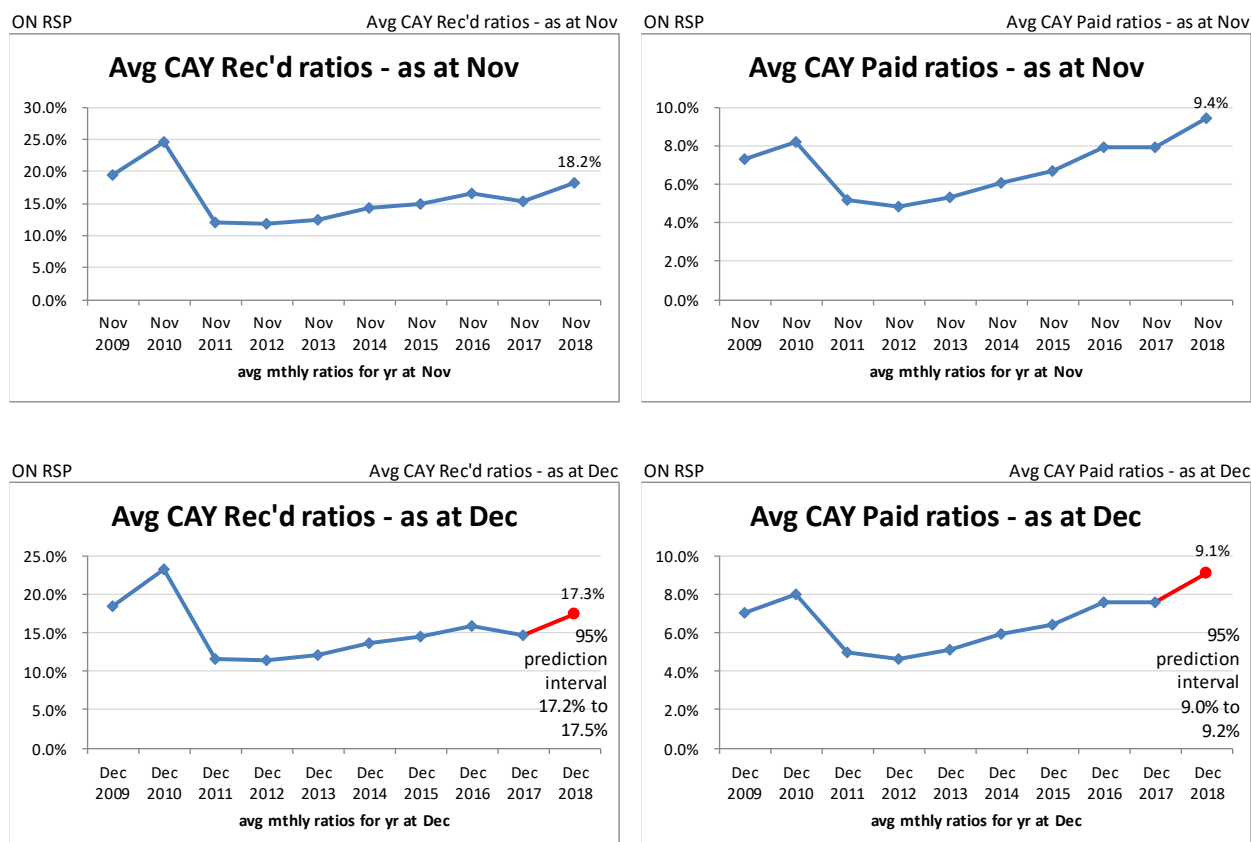 ON RSP Avg CAY Rec'd ratios - as at Nov
Avg CAY Rec'd ratios - as at Nov
30.0%
25.0%
20.0%
15.0%
10.0%
5.0%
0.0%
18.2%
Nov Nov Nov Nov Nov Nov Nov Nov Nov Nov
2009 2010 2011 2012 2013 2014 2015 2016 2017 2018
avg mthly ratios for yr at Nov
ON RSP Avg CAY Paid ratios - as at Nov
Avg CAY Paid ratios - as at Nov
10.0%
8.0%
6.0%
4.0%
2.0%
0.0%
9.4%
Nov Nov Nov Nov Nov Nov Nov Nov Nov Nov
2009 2010 2011 2012 2013 2014 2015 2016 2017 2018
avg mthly ratios for yr at Nov
ON RSP Avg CAY Rec'd ratios - as at Dec
Avg CAY Rec'd ratios - as at Dec
25.0%
20.0%
15.0%
10.0%
5.0%
0.0%
17.3%
95%
prediction
interval
17.2% to
17.5%
Dec Dec Dec Dec Dec Dec Dec Dec Dec Dec
2009 2010 2011 2012 2013 2014 2015 2016 2017 2018
avg mthly ratios for yr at Dec
ON RSP Avg CAY Paid ratios - as at Dec
Avg CAY Paid ratios - as at Dec
10.0%
8.0%
6.0%
4.0%
2.0%
0.0%
9.1%
95%
prediction
interval
9.0% to
9.2%
Dec Dec Dec Dec Dec Dec Dec Dec Dec Dec
2009 2010 2011 2012 2013 2014 2015 2016 2017 2018
avg mthly ratios for yr at Dec